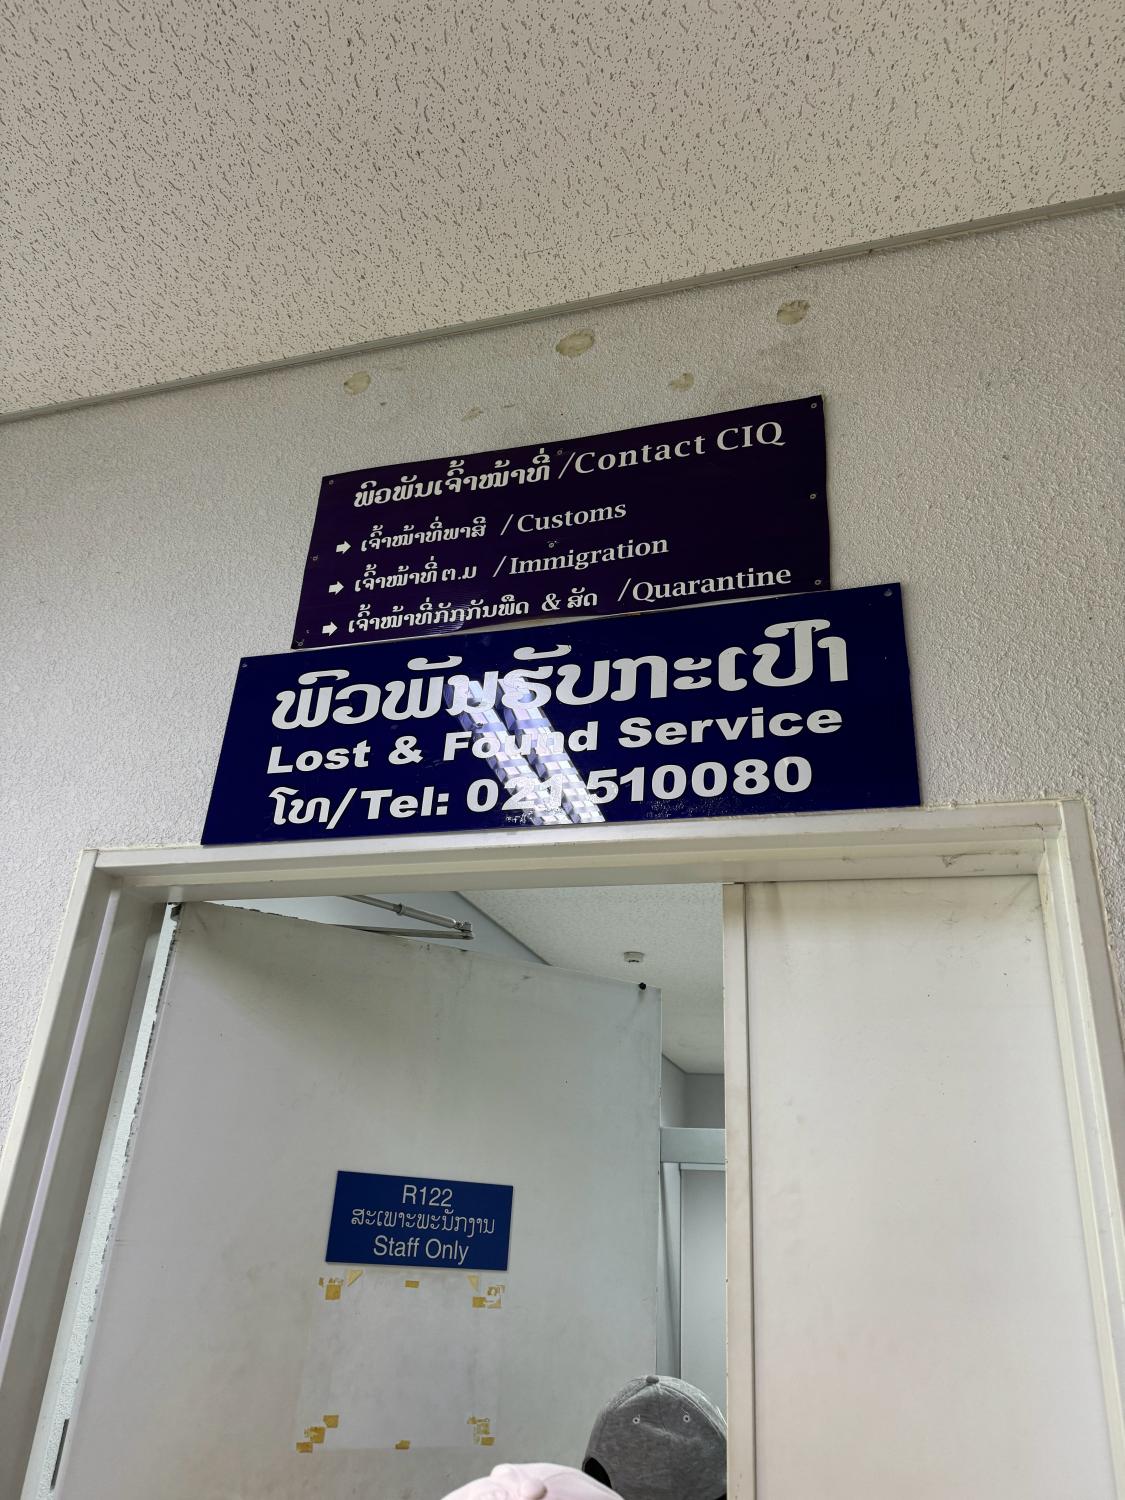 ພົວພັນເຈົ້າໜ້າທີ່ /Contact CIQ
➡ ເຈົ້າໜ້າທີ່ພາສີ /Customs
➡ ເຈົ້າໜ້າທີ່ ຕ.ມ /Immigration
➡ ເຈົ້າໜ້າທີ່ກັກກັນພືດ & ສັດ /Quarantine
ພົວພັນຮັບກະເປົາ
Lost & Found Service
ໂທ/Tel: 021 510080
R122
ສະເພາະພະນັກງານ
Staff Only